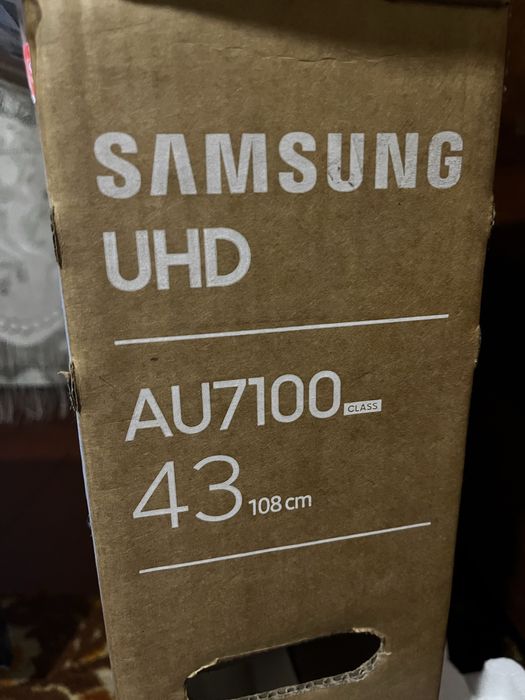 SAMSUNG
UHD
AU7100 CLASS
43 108 cm